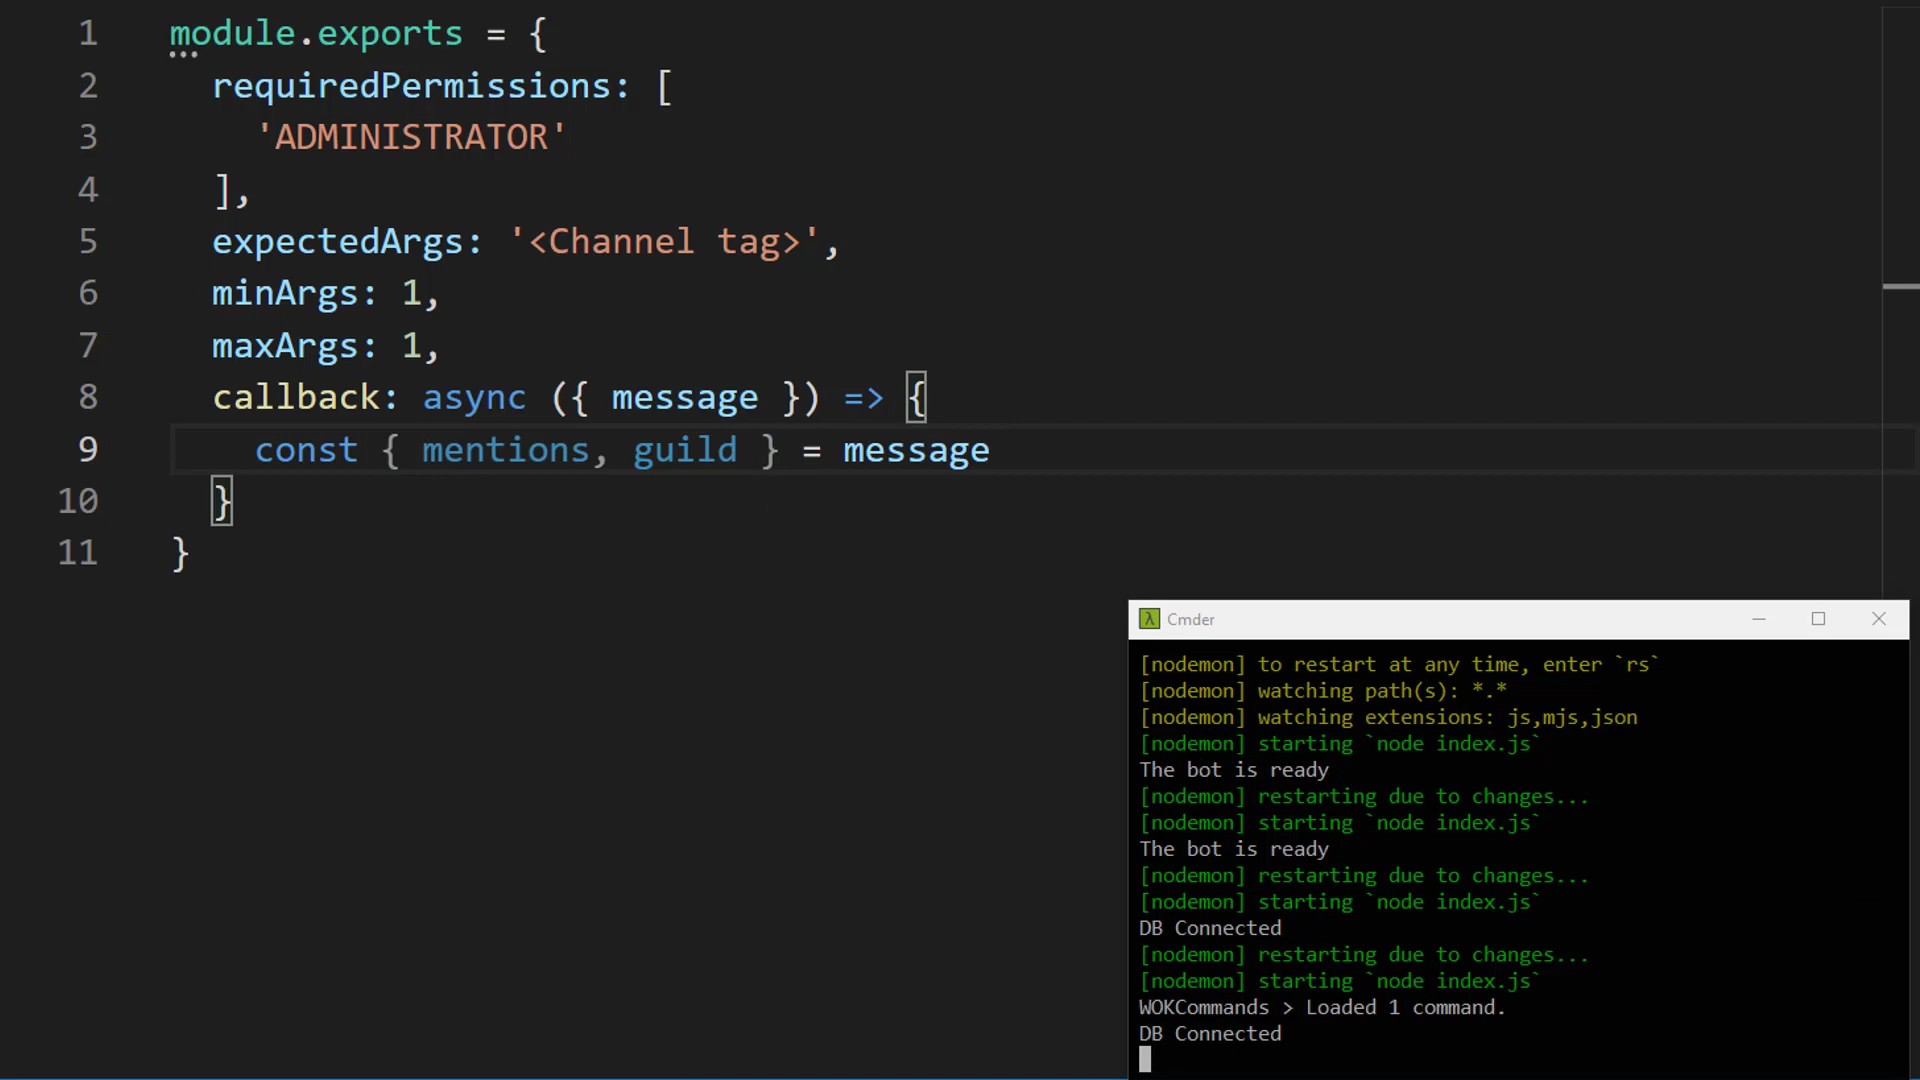 1 module.exports = {
2 requiredPermissions: [
3 'ADMINISTRATOR'
4 ],
5 expectedArgs: '<Channel tag>',
6 minArgs: 1,
7 maxArgs: 1,
8 callback: async ({ message }) => {
9 const { mentions, guild } = message
10 }
11 }
Cmder
[nodemon] to restart at any time, enter `rs`
[nodemon] watching path(s): *.*
[nodemon] watching extensions: js,mjs,json
[nodemon] starting `node index.js`
The bot is ready
[nodemon] restarting due to changes...
[nodemon] starting `node index.js`
The bot is ready
[nodemon] restarting due to changes...
[nodemon] starting `node index.js`
DB Connected
[nodemon] restarting due to changes...
[nodemon] starting `node index.js`
WOKCommands > Loaded 1 command.
DB Connected